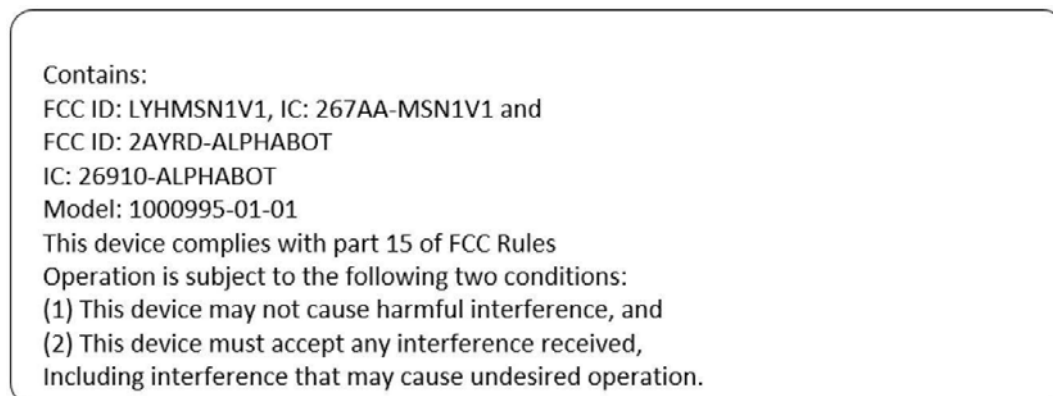 Contains:
FCC ID: LYHMSN1V1, IC: 267AA-MSN1V1 and
FCC ID: 2AYRD-ALPHABOT
IC: 26910-ALPHABOT
Model: 1000995-01-01
This device complies with part 15 of FCC Rules
Operation is subject to the following two conditions:
(1) This device may not cause harmful interference, and
(2) This device must accept any interference received,
Including interference that may cause undesired operation.